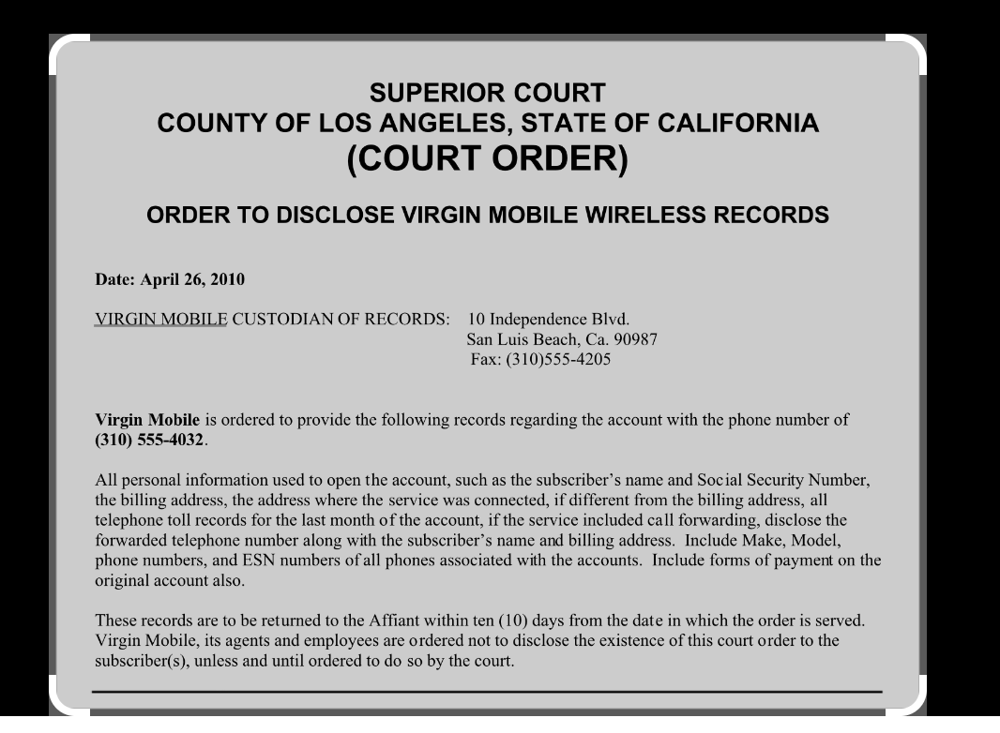 SUPERIOR COURT
COUNTY OF LOS ANGELES, STATE OF CALIFORNIA
(COURT ORDER)
ORDER TO DISCLOSE VIRGIN MOBILE WIRELESS RECORDS
Date: April 26, 2010
VIRGIN MOBILE CUSTODIAN OF RECORDS: 10 Independence Blvd.
San Luis Beach, Ca. 90987
Fax: (310)555-4205
Virgin Mobile is ordered to provide the following records regarding the account with the phone number of
(310) 555-4032.
All personal information used to open the account, such as the subscriber's name and Social Security Number,
the billing address, the address where the service was connected, if different from the billing address, all
telephone toll records for the last month of the account, if the service included call forwarding, disclose the
forwarded telephone number along with the subscriber's name and billing address. Include Make, Model,
phone numbers, and ESN numbers of all phones associated with the accounts. Include forms of payment on the
original account also.
These records are to be returned to the Affiant within ten (10) days from the date in which the order is served.
Virgin Mobile, its agents and employees are ordered not to disclose the existence of this court order to the
subscriber(s), unless and until ordered to do so by the court.